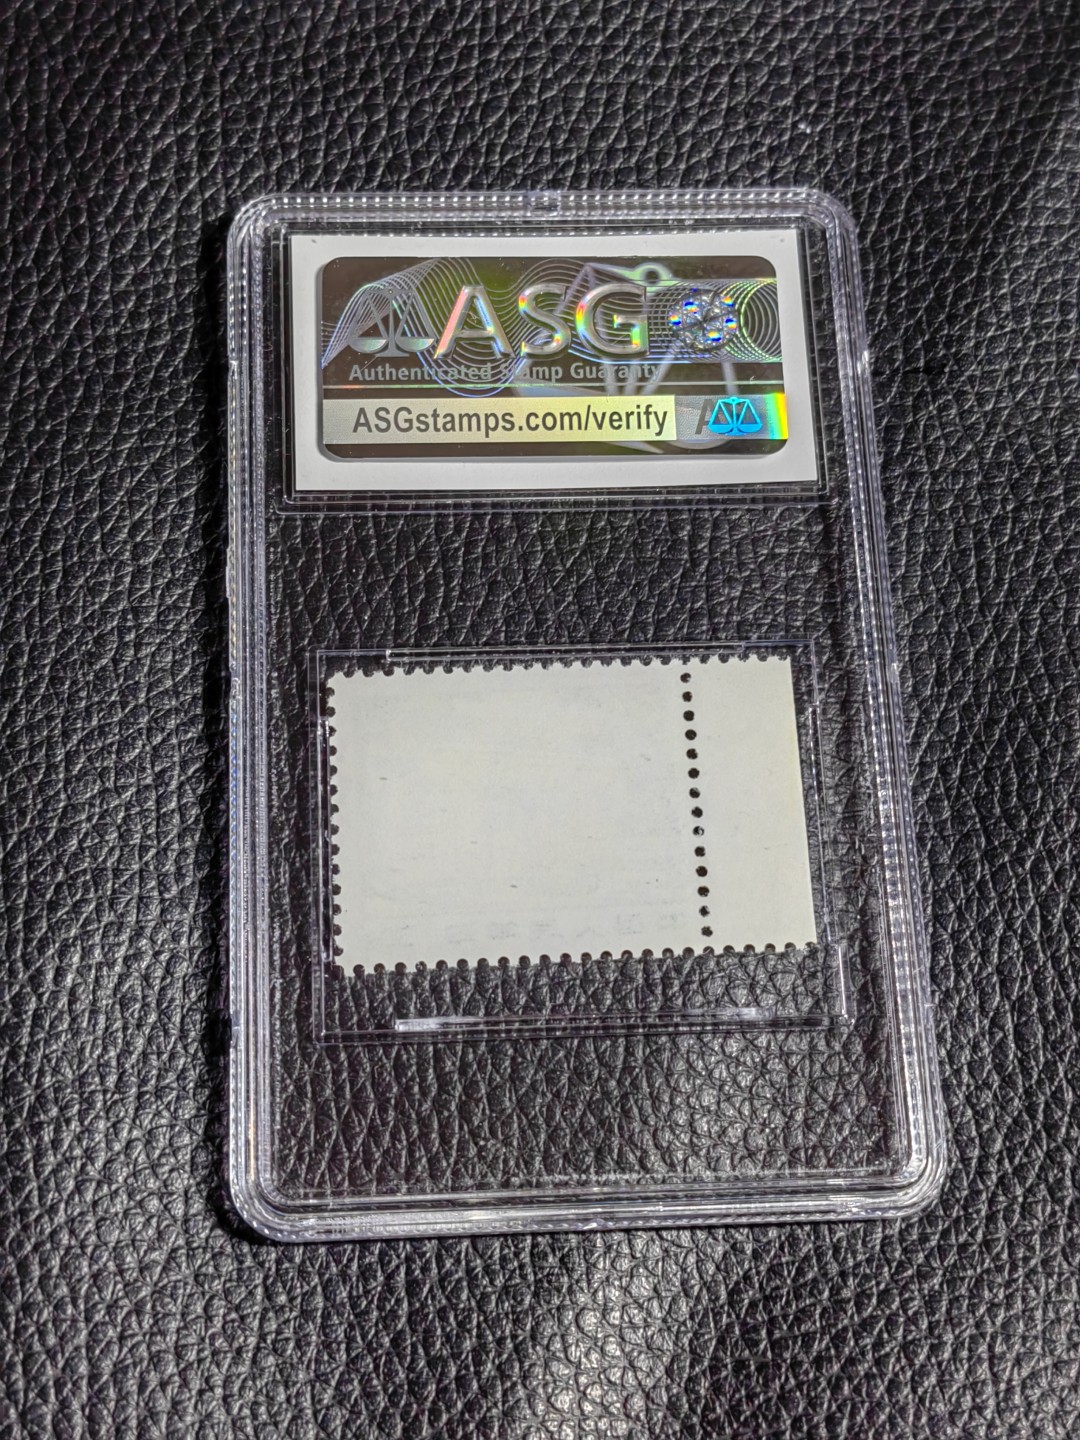 ASG
Authenticated Stamp Guaranty
ASGstamps.com/verify